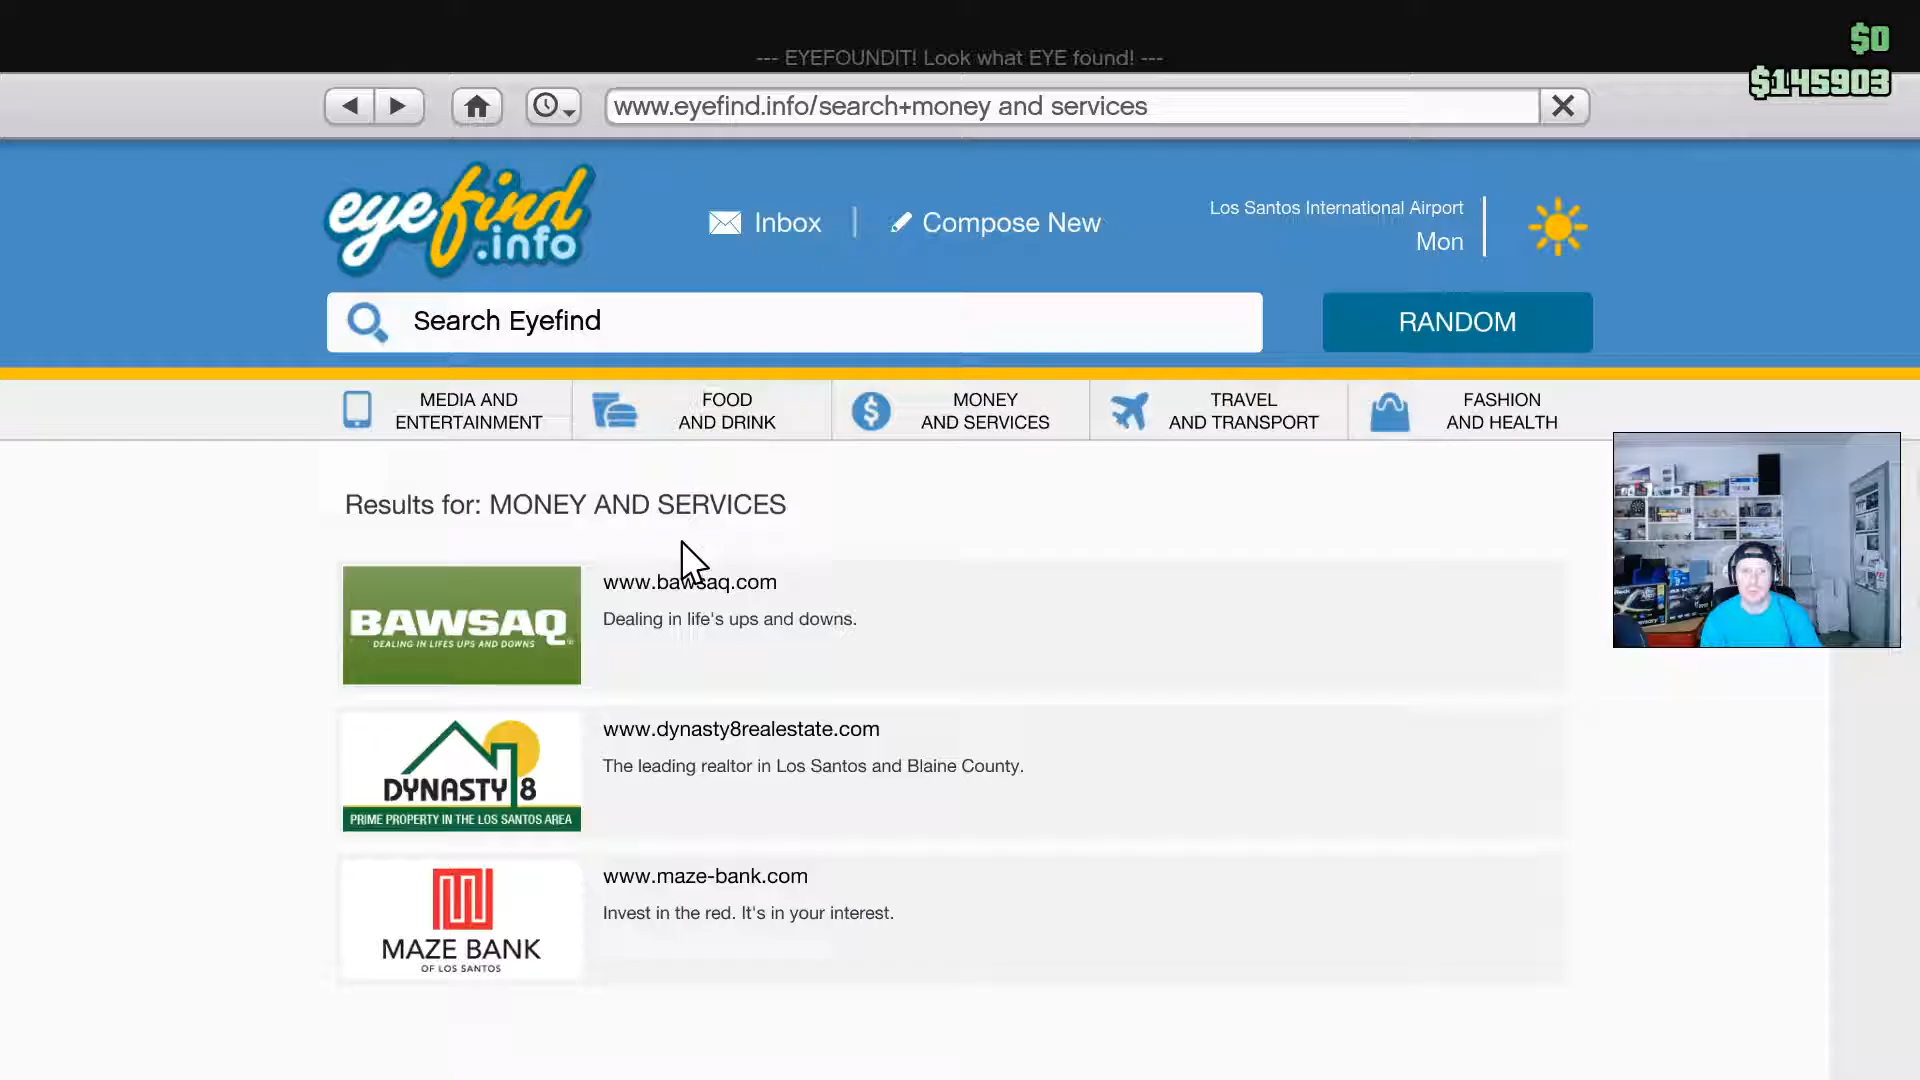 $0
--- EYEFOUNDIT! Look what EYE found! ---
$145903
www.eyefind.info/search+money and services
eyefind
.info
Inbox
Compose New
Los Santos International Airport
Mon
Search Eyefind
RANDOM
MEDIA AND
ENTERTAINMENT
FOOD
AND DRINK
MONEY
AND SERVICES
TRAVEL
AND TRANSPORT
FASHION
AND HEALTH
Results for: MONEY AND SERVICES
BAWSAQ
DEALING IN LIFES UPS AND DOWNS
www.bawsaq.com
Dealing in life's ups and downs.
DYNASTY 8
PRIME PROPERTY IN THE LOS SANTOS AREA
www.dynasty8realestate.com
The leading realtor in Los Santos and Blaine County.
MAZE BANK
OF LOS SANTOS
www.maze-bank.com
Invest in the red. It's in your interest.